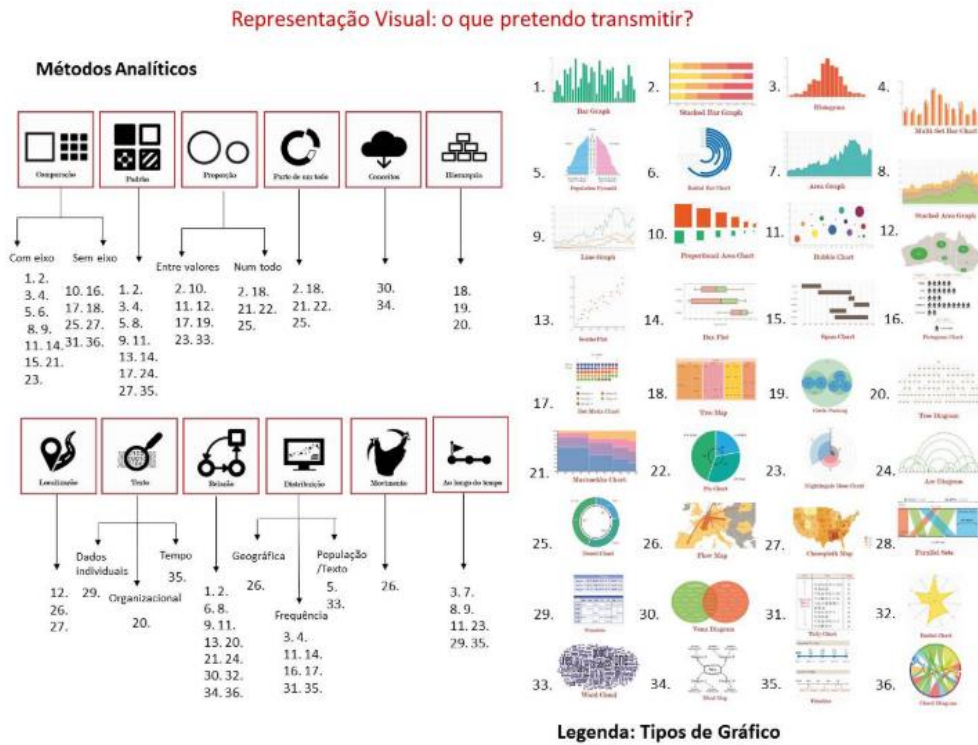 Representação Visual: o que pretendo transmitir?
Métodos Analíticos
Comparação
Padrão
Proporção
Parte de um todo
Conceitos
Hierarquia
Com eixo
1. 2.
3. 4.
5. 6.
8. 9.
11. 14.
15. 21.
23.
Sem eixo
10. 16.
17. 18.
25. 27.
31. 36.
1. 2.
3. 4.
5. 8.
9. 11.
13. 14.
17. 24.
27. 35.
Entre valores
2. 10.
11. 12.
17. 19.
23. 33.
Num todo
2. 18.
21. 22.
25.
2. 18.
21. 22.
25.
30.
34.
18.
19.
20.
Localização
Texto
Relação
Distribuição
Movimento
Ao longo do tempo
12.
26.
27.
Dados
individuais
29.
Organizacional
20.
Tempo
35.
1. 2.
6. 8.
9. 11.
13. 20.
21. 24.
30. 32.
34. 36.
Geográfica
26.
Frequência
3. 4.
11. 14.
16. 17.
31. 35.
População
/Texto
5.
33.
26.
3. 7.
8. 9.
11. 23.
29. 35.
1. Bar Graph
2. Stacked Bar Graph
3. Histogram
4. Multi-Set Bar Chart
5. Population Pyramid
6. Radial Bar Chart
7. Area Graph
8. Stacked Area Graph
9. Line Graph
10. Proportional Area Chart
11. Bubble Chart
12.
13. Scatter Plot
14. Box Plot
15. Span Chart
16. Pictogram Chart
17. Dot Matrix Chart
18. Tree Map
19. Circle Packing
20. Tree Diagram
21. Marimekko Chart
22. Pie Chart
23. Nightingale Rose Chart
24. Arc Diagram
25. Donut Chart
26. Flow Map
27. Choropleth Map
28. Parallel Sets
29. Timetable
30. Venn Diagram
31. Tally Chart
32. Radar Chart
33. Word Cloud
34. Mind Map
35. Timeline
36. Chord Diagram
Legenda: Tipos de Gráfico